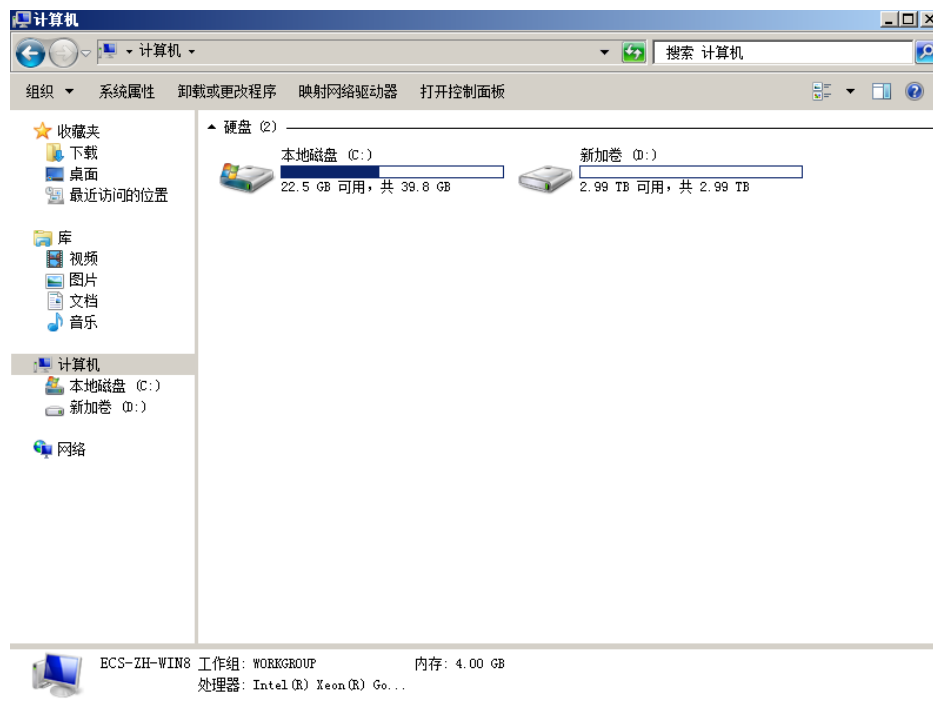 计算机
计算机
搜索 计算机
组织 系统属性 卸载或更改程序 映射网络驱动器 打开控制面板
收藏夹
下载
桌面
最近访问的位置
库
视频
图片
文档
音乐
计算机
本地磁盘 (C:)
新加卷 (D:)
网络
硬盘 (2)
本地磁盘 (C:)
22.5 GB 可用，共 39.8 GB
新加卷 (D:)
2.99 TB 可用，共 2.99 TB
ECS-ZH-WIN8 工作组: WORKGROUP 内存: 4.00 GB
处理器: Intel(R) Xeon(R) Go...